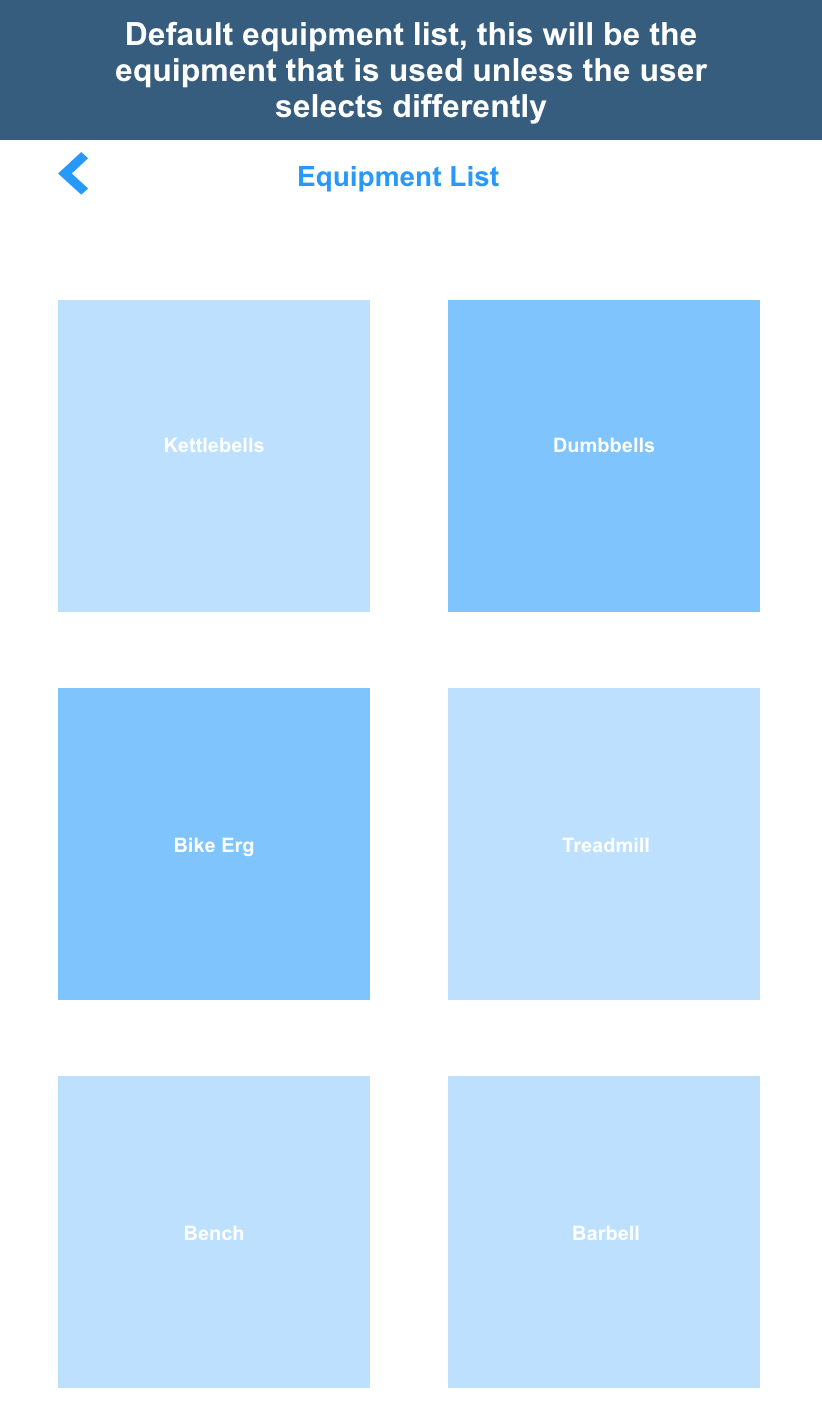 Default equipment list, this will be the
equipment that is used unless the user
selects differently
Equipment List
Kettlebells
Dumbbells
Bike Erg
Treadmill
Bench
Barbell